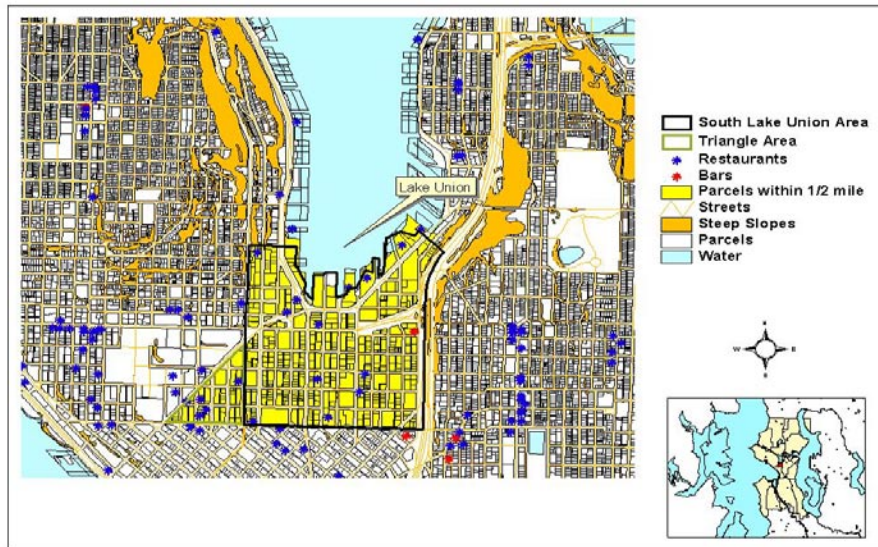 Lake Union
South Lake Union Area
Triangle Area
Restaurants
Bars
Parcels within 1/2 mile
Streets
Steep Slopes
Parcels
Water
W E